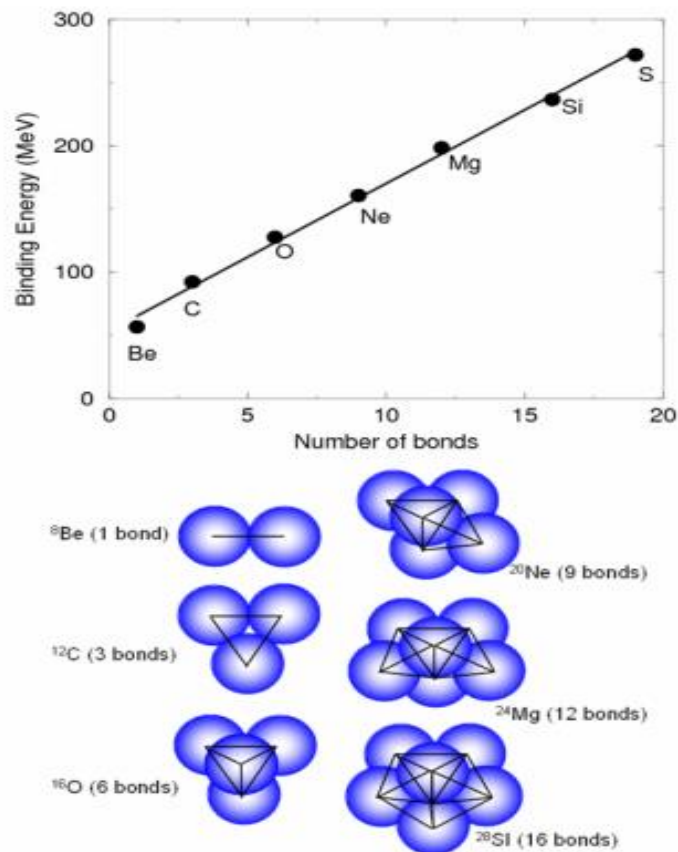 300
200
100
0
Binding Energy (MeV)
Be
C
O
Ne
Mg
Si
S
0 5 10 15 20
Number of bonds
⁸Be (1 bond)
²⁰Ne (9 bonds)
¹²C (3 bonds)
²⁴Mg (12 bonds)
¹⁶O (6 bonds)
²⁸SI (16 bonds)